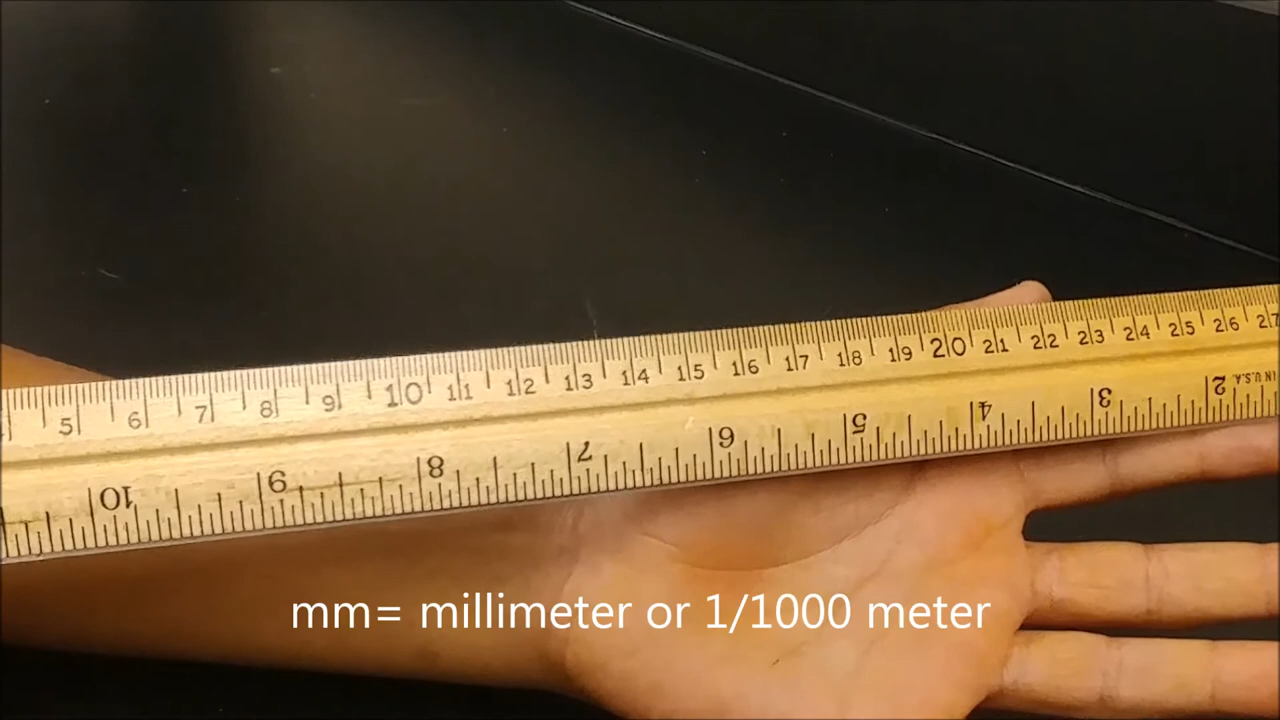 5 6 7 8 9 10 11 12 13 14 15 16 17 18 19 20 21 22 23 24 25 26 27
10 9 8 7 6 5 4 3 2 IN U.S.A.
mm= millimeter or 1/1000 meter